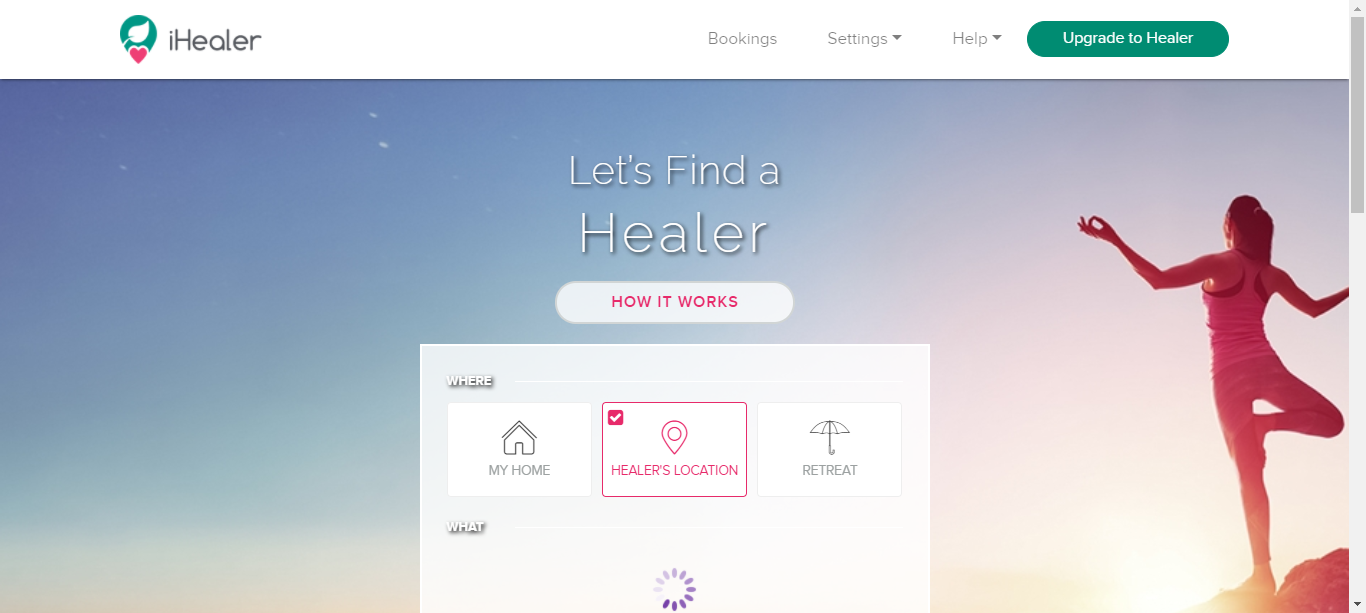 iHealer
Bookings
Settings
Help
Upgrade to Healer
Let's Find a
Healer
HOW IT WORKS
WHERE
MY HOME
HEALER'S LOCATION
RETREAT
WHAT